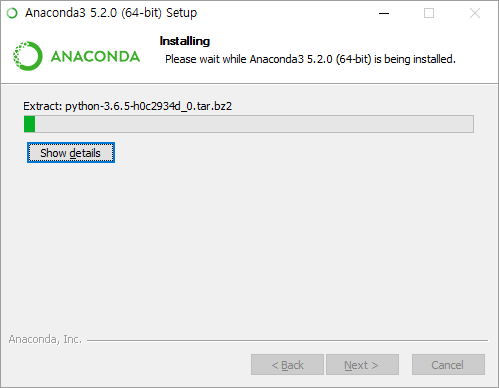 Anaconda3 5.2.0 (64-bit) Setup
ANACONDA
Installing
Please wait while Anaconda3 5.2.0 (64-bit) is being installed.
Extract: python-3.6.5-h0c2934d_0.tar.bz2
Show details
Anaconda, Inc.
< Back
Next >
Cancel